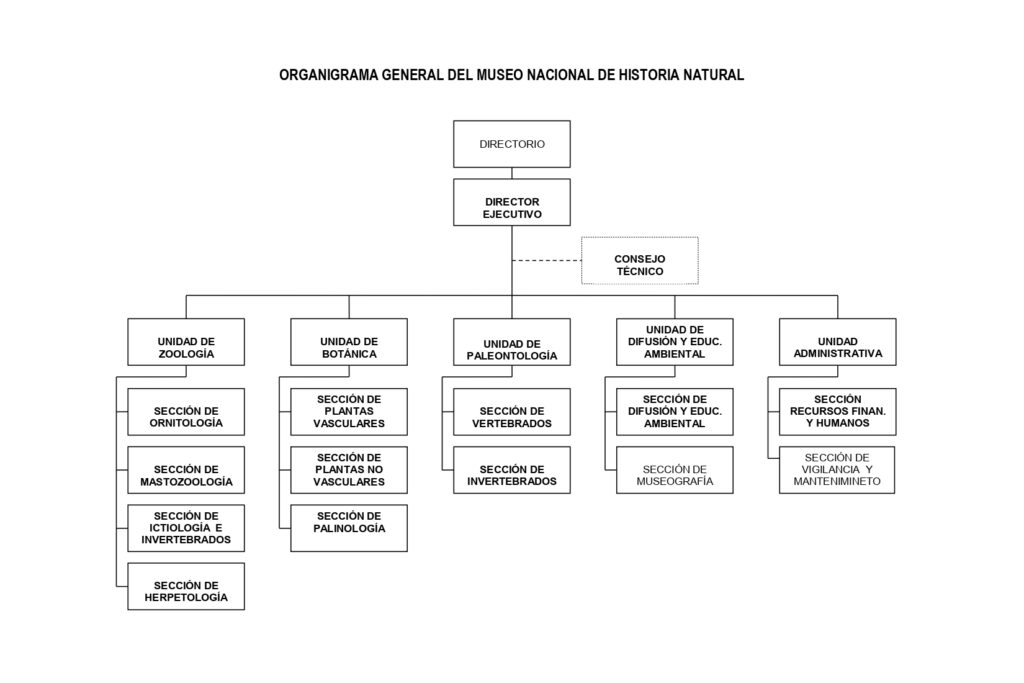 ORGANIGRAMA GENERAL DEL MUSEO NACIONAL DE HISTORIA NATURAL
DIRECTORIO
DIRECTOR
EJECUTIVO
CONSEJO
TÉCNICO
UNIDAD DE
ZOOLOGÍA
UNIDAD DE
BOTÁNICA
UNIDAD DE
PALEONTOLOGÍA
UNIDAD DE
DIFUSIÓN Y EDUC.
AMBIENTAL
UNIDAD
ADMINISTRATIVA
SECCIÓN DE
ORNITOLOGÍA
SECCIÓN DE
PLANTAS
VASCULARES
SECCIÓN DE
VERTEBRADOS
SECCIÓN DE
DIFUSIÓN Y EDUC.
AMBIENTAL
SECCIÓN
RECURSOS FINAN.
Y HUMANOS
SECCIÓN DE
MASTOZOOLOGÍA
SECCIÓN DE
PLANTAS NO
VASCULARES
SECCIÓN DE
INVERTEBRADOS
SECCIÓN DE
MUSEOGRAFÍA
SECCIÓN DE
VIGILANCIA Y
MANTENIMINETO
SECCIÓN DE
ICTIOLOGÍA E
INVERTEBRADOS
SECCIÓN DE
PALINOLOGÍA
SECCIÓN DE
HERPETOLOGÍA